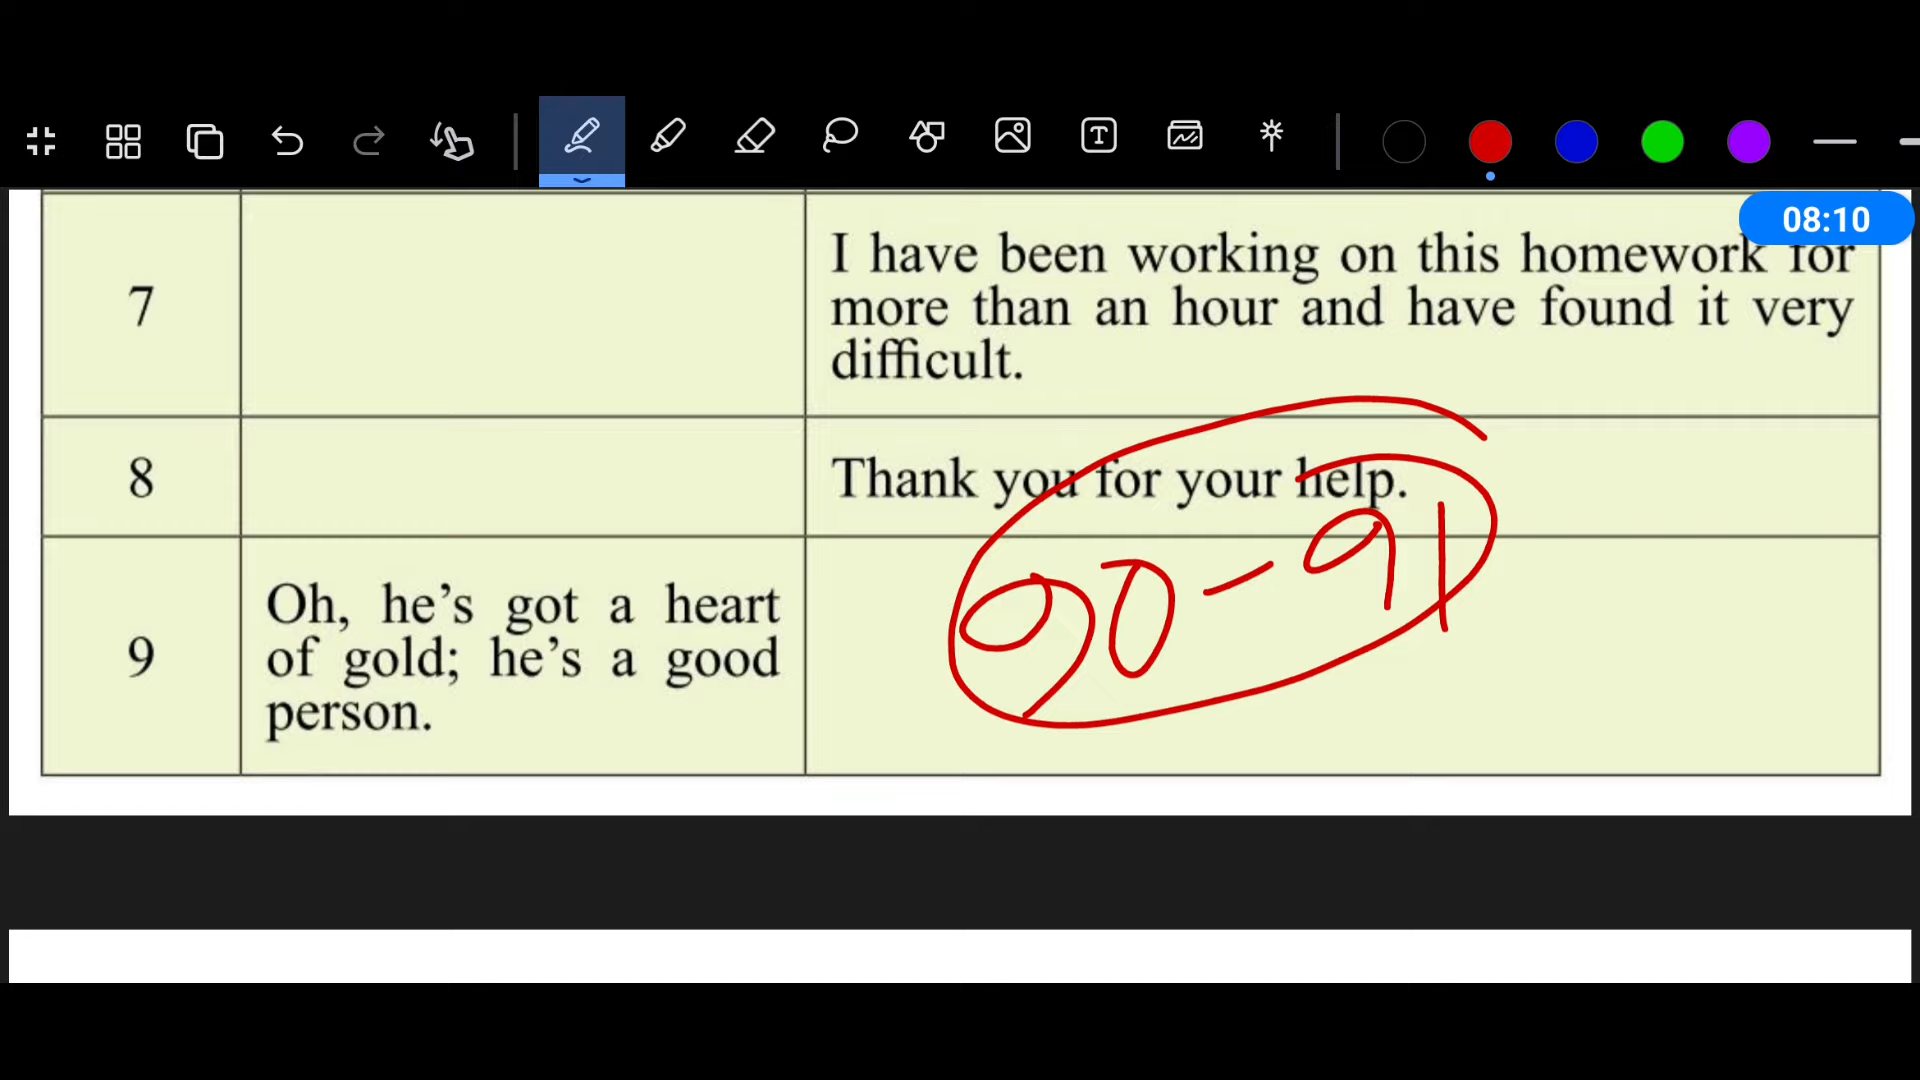 08:10
7
I have been working on this homework for
more than an hour and have found it very
difficult.
8
Thank you for your help.
9
Oh, he's got a heart
of gold; he's a good
person.
90-91